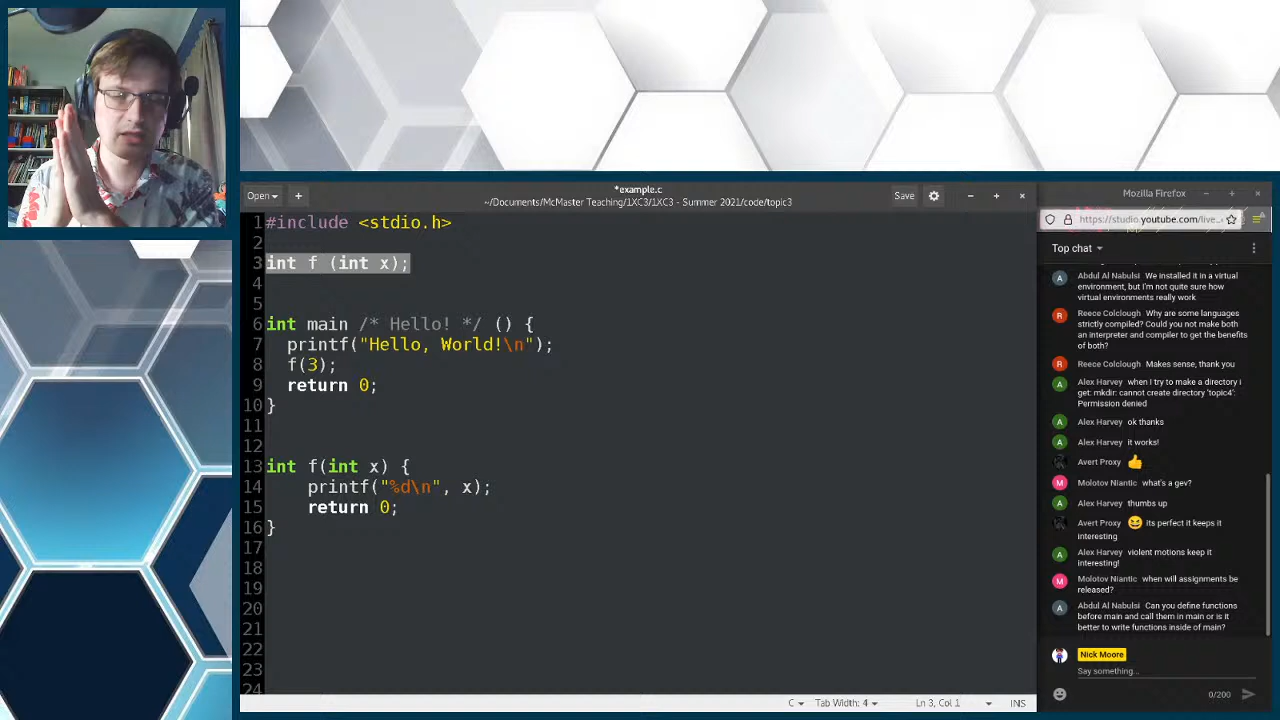 *example.c
Open
+
~/Documents/McMaster Teaching/1XC3/1XC3 - Summer 2021/code/topic3
Save
1 #include <stdio.h>
2
3 int f (int x);
4
5
6 int main /* Hello! */ () {
7 printf("Hello, World!\n");
8 f(3);
9 return 0;
10 }
11
12
13 int f(int x) {
14 printf("%d\n", x);
15 return 0;
16 }
17
18
19
20
21
22
23
24
C
Tab Width: 4
Ln 3, Col 1
INS
Mozilla Firefox
https://studio.youtube.com/live_
Top chat
A Abdul Al Nabulsi We installed it in a virtual
environment, but I'm not quite sure how
virtual environments really work
R Reece Colclough Why are some languages
strictly compiled? Could you not make both
an interpreter and compiler to get the benefits
of both?
R Reece Colclough Makes sense, thank you
A Alex Harvey when I try to make a directory i
get: mkdir: cannot create directory 'topic4':
Permission denied
A Alex Harvey ok thanks
A Alex Harvey it works!
Avert Proxy
M Molotov Niantic what's a gev?
A Alex Harvey thumbs up
Avert Proxy its perfect it keeps it
interesting
A Alex Harvey violent motions keep it
interesting!
M Molotov Niantic when will assignments be
released?
A Abdul Al Nabulsi Can you define functions
before main and call them in main or is it
better to write functions inside of main?
Nick Moore
Say something...
0/200